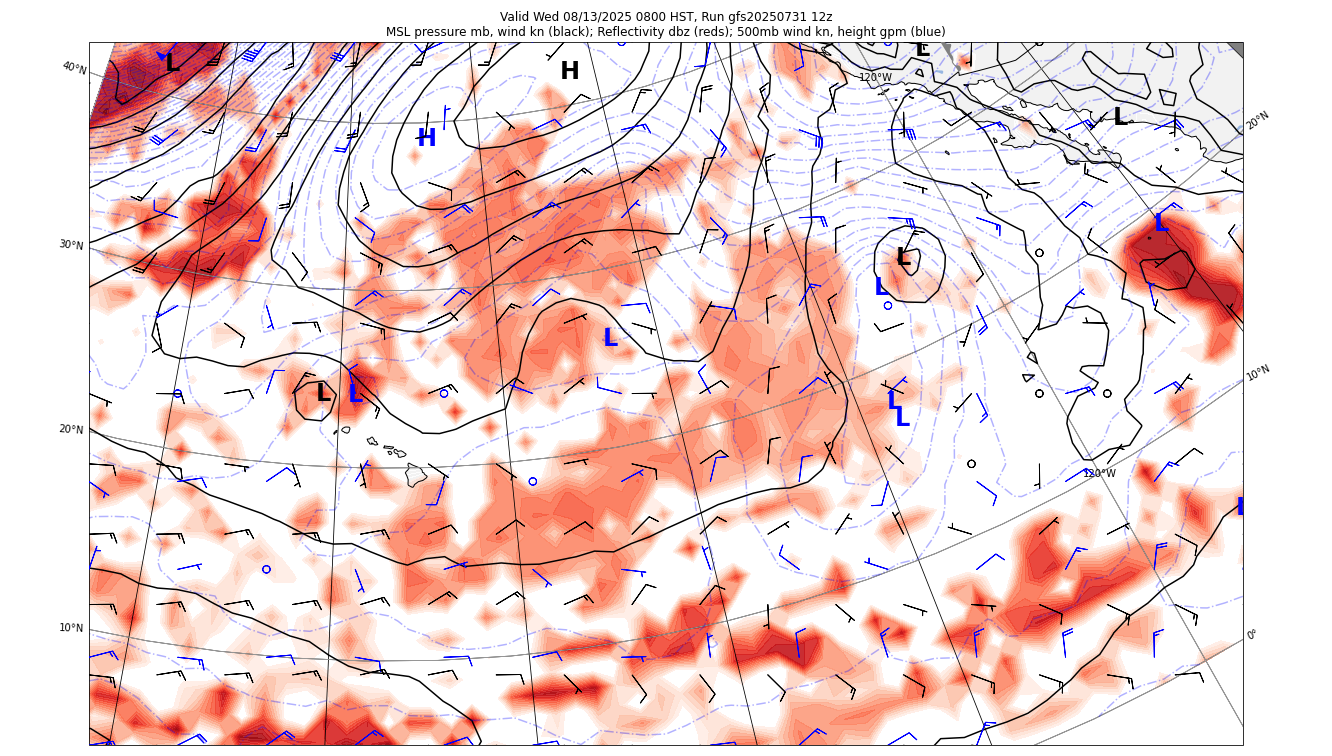 Valid Wed 08/13/2025 0800 HST, Run gfs20250731 12z
MSL pressure mb, wind kn (black); Reflectivity dbz (reds); 500mb wind kn, height gpm (blue)
L
L
H
40°N
120°W
H
L
20°N
L
30°N
L
L
L
10°N
L
L
L
L
20°N
120°W
10°N
0°